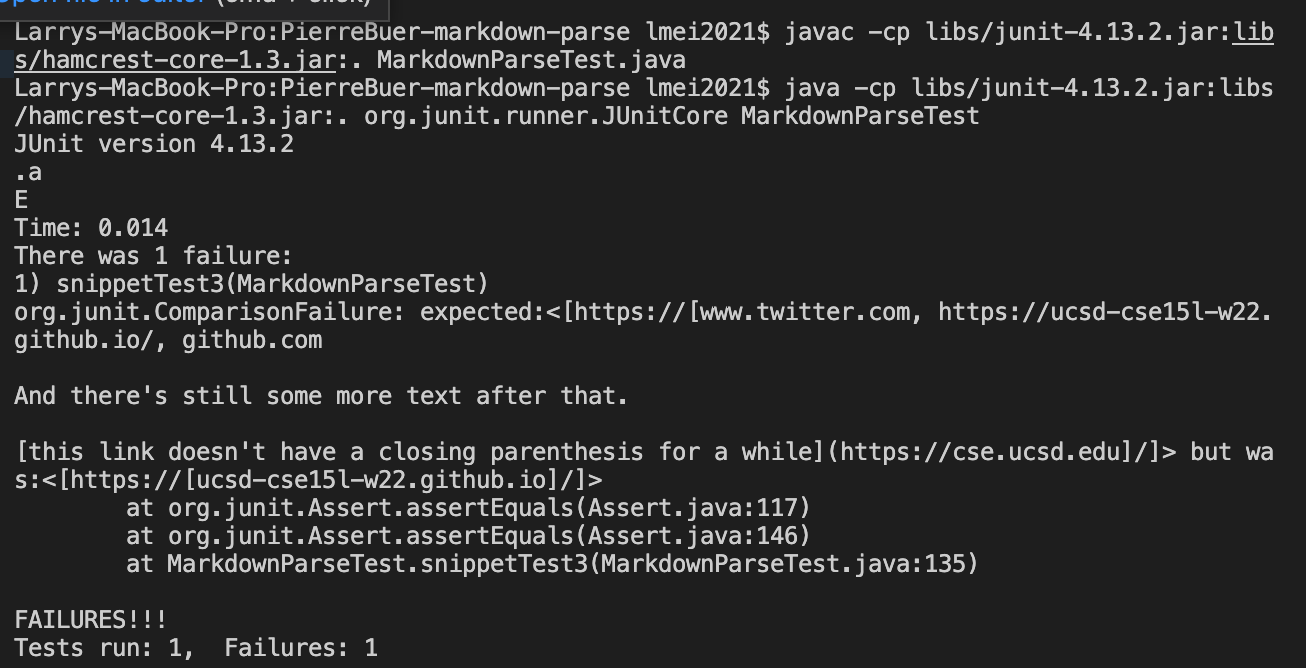 Open file in editor (cmd + click)
Larrys-MacBook-Pro:PierreBuer-markdown-parse lmei2021$ javac -cp libs/junit-4.13.2.jar:lib
s/hamcrest-core-1.3.jar:. MarkdownParseTest.java
Larrys-MacBook-Pro:PierreBuer-markdown-parse lmei2021$ java -cp libs/junit-4.13.2.jar:libs
/hamcrest-core-1.3.jar:. org.junit.runner.JUnitCore MarkdownParseTest
JUnit version 4.13.2
.a
E
Time: 0.014
There was 1 failure:
1) snippetTest3(MarkdownParseTest)
org.junit.ComparisonFailure: expected:<[https://[www.twitter.com, https://ucsd-cse15l-w22.
github.io/, github.com

And there's still some more text after that.

[this link doesn't have a closing parenthesis for a while](https://cse.ucsd.edu]/]> but wa
s:<[https://[ucsd-cse15l-w22.github.io]/]>
        at org.junit.Assert.assertEquals(Assert.java:117)
        at org.junit.Assert.assertEquals(Assert.java:146)
        at MarkdownParseTest.snippetTest3(MarkdownParseTest.java:135)

FAILURES!!!
Tests run: 1,  Failures: 1